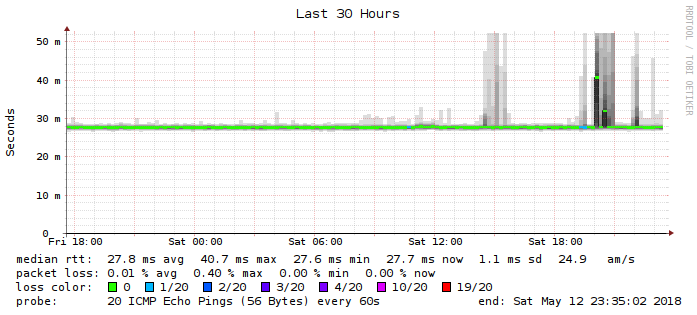 Last 30 Hours
RRDTOOL / TOBI OETIKER
Seconds
50 m
40 m
30 m
20 m
10 m
0
Fri 18:00 Sat 00:00 Sat 06:00 Sat 12:00 Sat 18:00
median rtt: 27.8 ms avg 40.7 ms max 27.6 ms min 27.7 ms now 1.1 ms sd 24.9 am/s
packet loss: 0.01 % avg 0.40 % max 0.00 % min 0.00 % now
loss color: 0 1/20 2/20 3/20 4/20 10/20 19/20
probe: 20 ICMP Echo Pings (56 Bytes) every 60s end: Sat May 12 23:35:02 2018